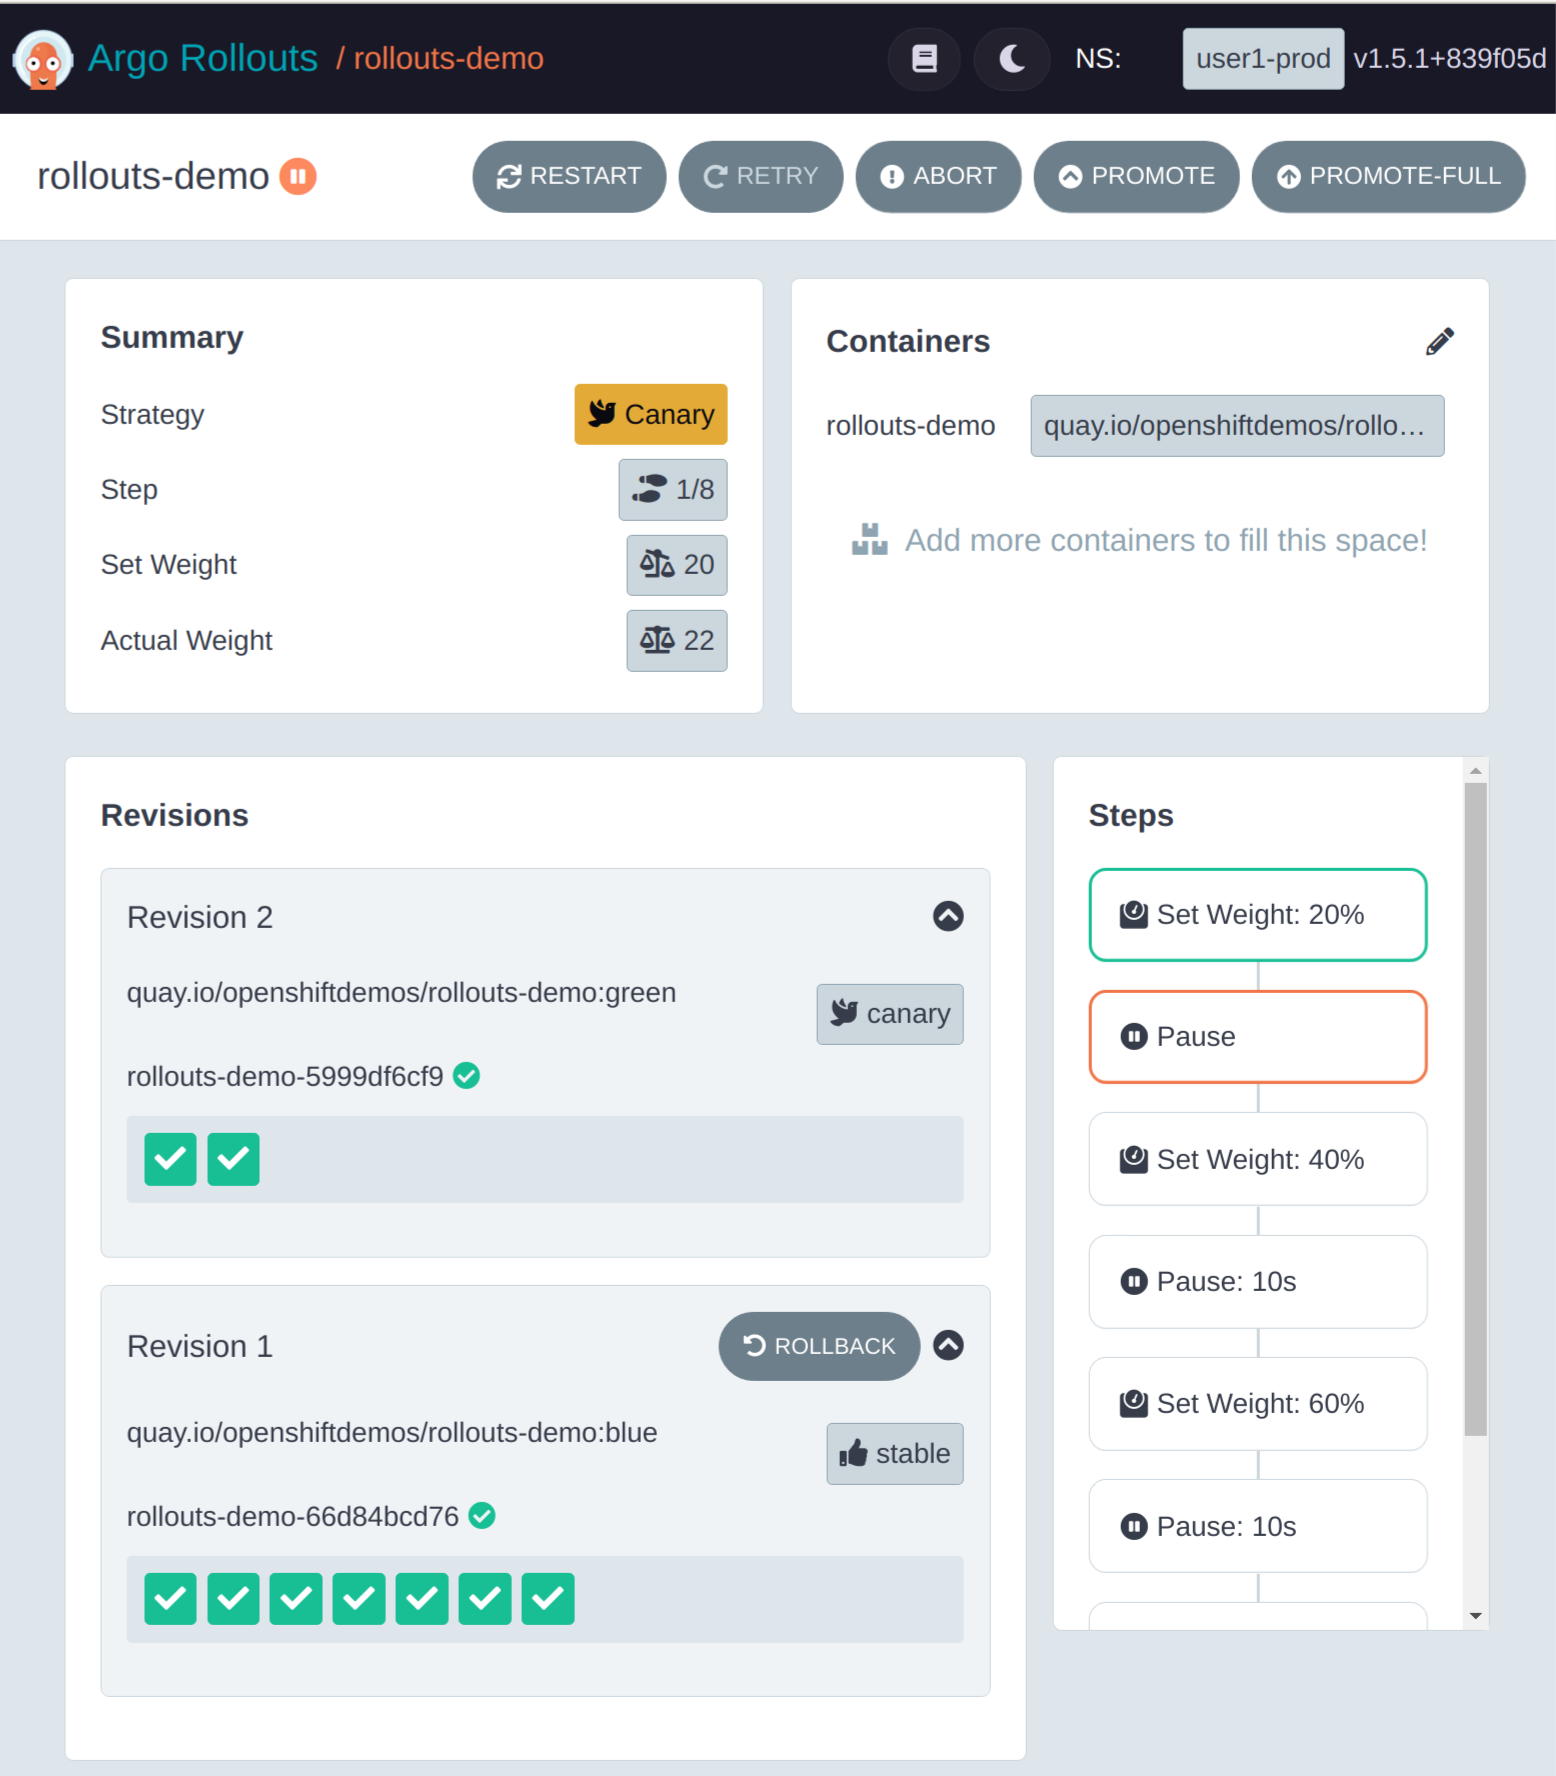 Argo Rollouts / rollouts-demo NS: user1-prod v1.5.1+839f05d
rollouts-demo RESTART RETRY ABORT PROMOTE PROMOTE-FULL
Summary
Strategy Canary
Step 1/8
Set Weight 20
Actual Weight 22
Containers
rollouts-demo quay.io/openshiftdemos/rollo...
Add more containers to fill this space!
Revisions
Revision 2
quay.io/openshiftdemos/rollouts-demo:green
canary
rollouts-demo-5999df6cf9
Revision 1 ROLLBACK
quay.io/openshiftdemos/rollouts-demo:blue
stable
rollouts-demo-66d84bcd76
Steps
Set Weight: 20%
Pause
Set Weight: 40%
Pause: 10s
Set Weight: 60%
Pause: 10s